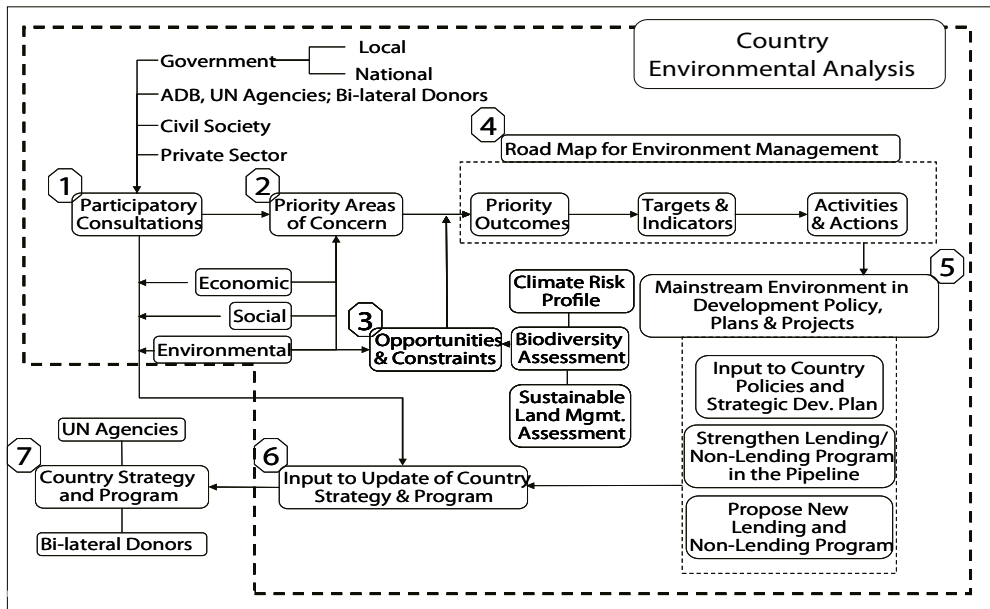 Country
Environmental Analysis
Government
Local
National
ADB, UN Agencies; Bi-lateral Donors
Civil Society
Private Sector
1
Participatory
Consultations
2
Priority Areas
of Concern
4
Road Map for Environment Management
Priority
Outcomes
Targets &
Indicators
Activities
& Actions
Economic
Social
Environmental
3
Opportunities
& Constraints
Climate Risk
Profile
Biodiversity
Assessment
Sustainable
Land Mgmt.
Assessment
5
Mainstream Environment in
Development Policy,
Plans & Projects
Input to Country
Policies and
Strategic Dev. Plan
Strengthen Lending/
Non-Lending Program
in the Pipeline
Propose New
Lending and
Non-Lending Program
6
Input to Update of Country
Strategy & Program
UN Agencies
7
Country Strategy
and Program
Bi-lateral Donors